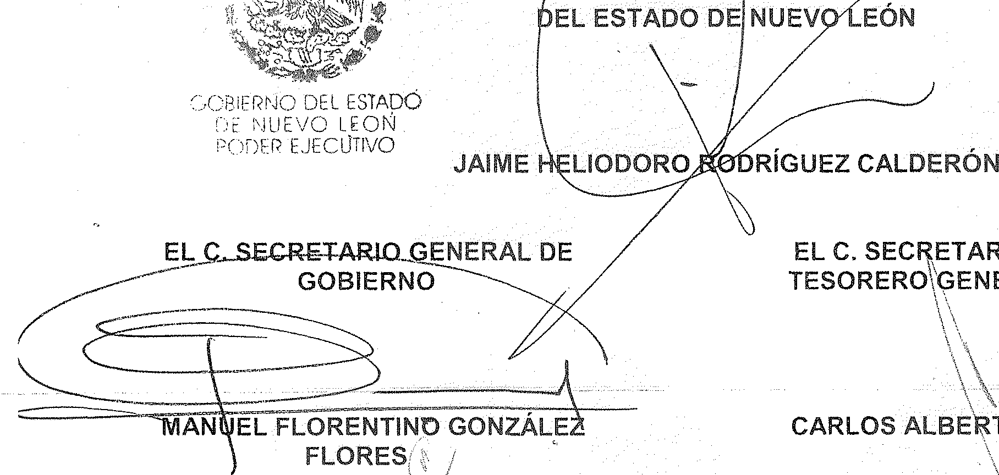 DEL ESTADO DE NUEVO LEÓN
GOBIERNO DEL ESTADO
DE NUEVO LEON
PODER EJECUTIVO
JAIME HELIODORO RODRÍGUEZ CALDERÓN
EL C. SECRETARIO GENERAL DE
GOBIERNO
EL C. SECRETAR
TESORERO GENE
MANUEL FLORENTINO GONZÁLEZ
FLORES
CARLOS ALBERT